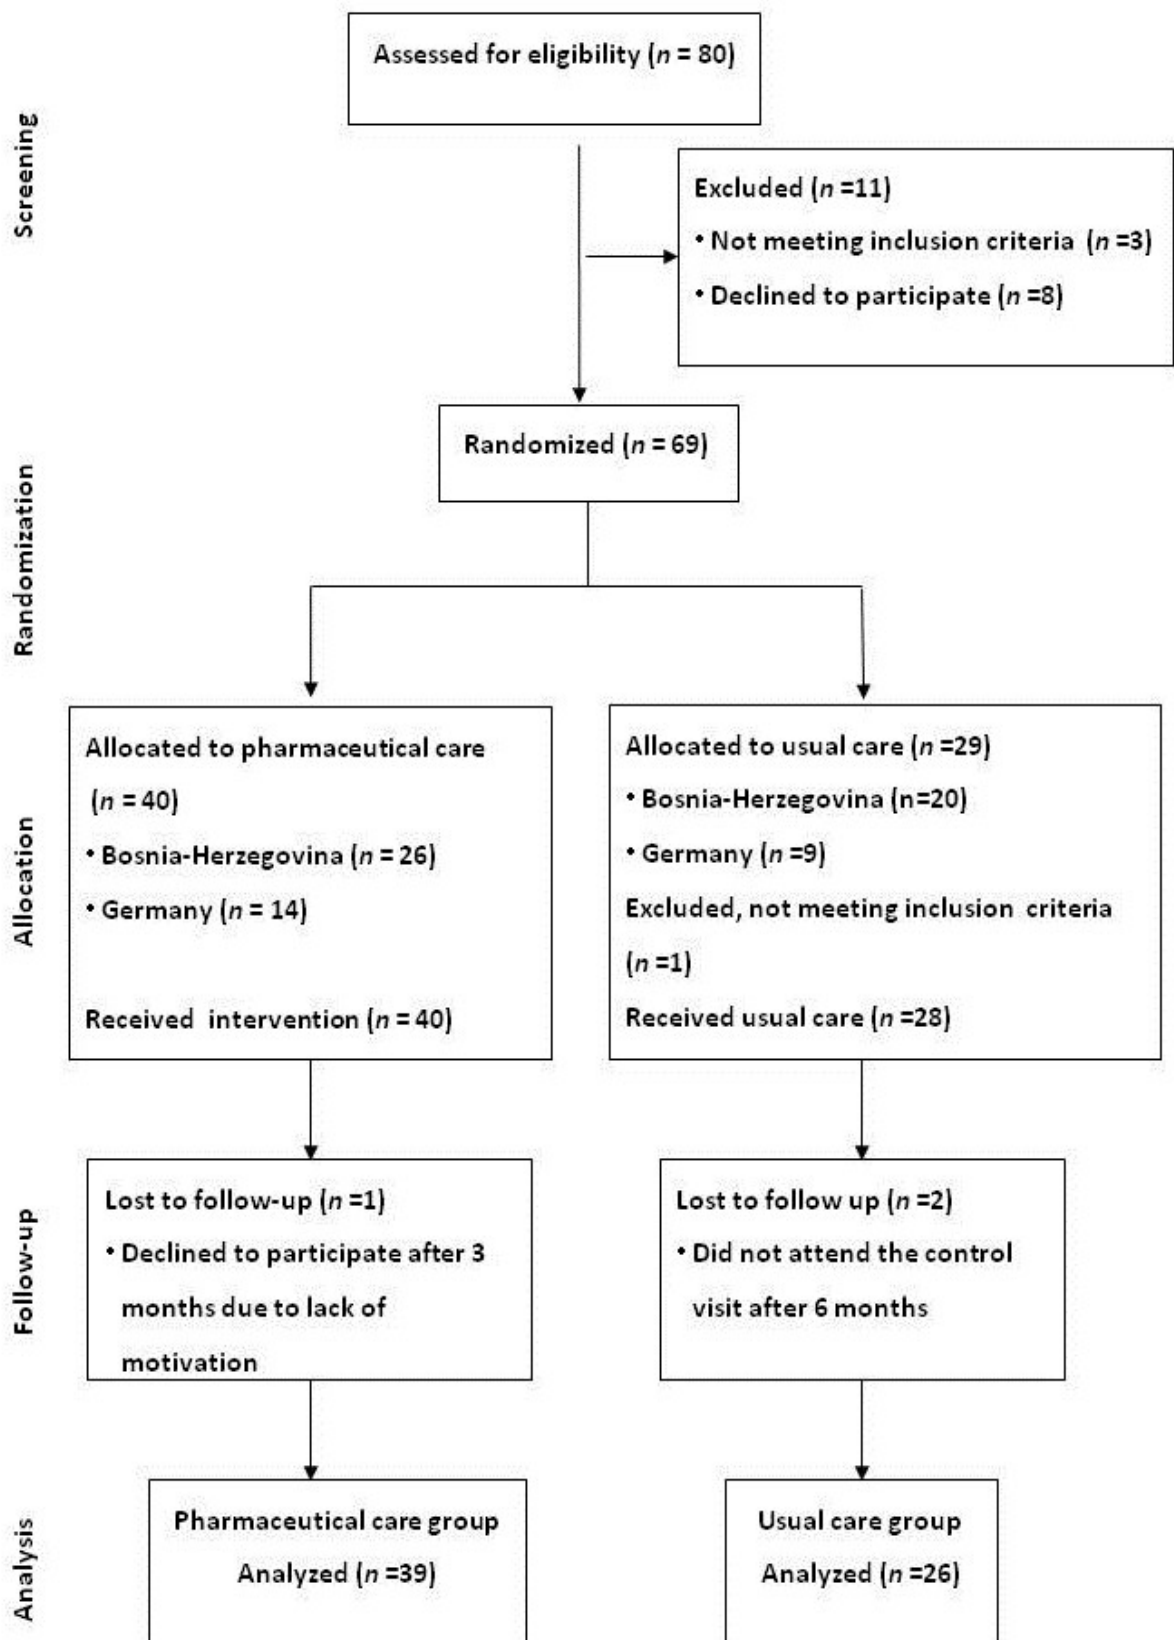 Screening
Assessed for eligibility (n = 80)
Excluded (n =11)
• Not meeting inclusion criteria (n =3)
• Declined to participate (n =8)
Randomization
Randomized (n = 69)
Allocation
Allocated to pharmaceutical care
(n = 40)
• Bosnia-Herzegovina (n = 26)
• Germany (n = 14)
Received intervention (n = 40)
Allocated to usual care (n =29)
• Bosnia-Herzegovina (n=20)
• Germany (n =9)
Excluded, not meeting inclusion criteria
(n =1)
Received usual care (n =28)
Follow-up
Lost to follow-up (n =1)
• Declined to participate after 3
months due to lack of
motivation
Lost to follow up (n =2)
• Did not attend the control
visit after 6 months
Analysis
Pharmaceutical care group
Analyzed (n =39)
Usual care group
Analyzed (n =26)